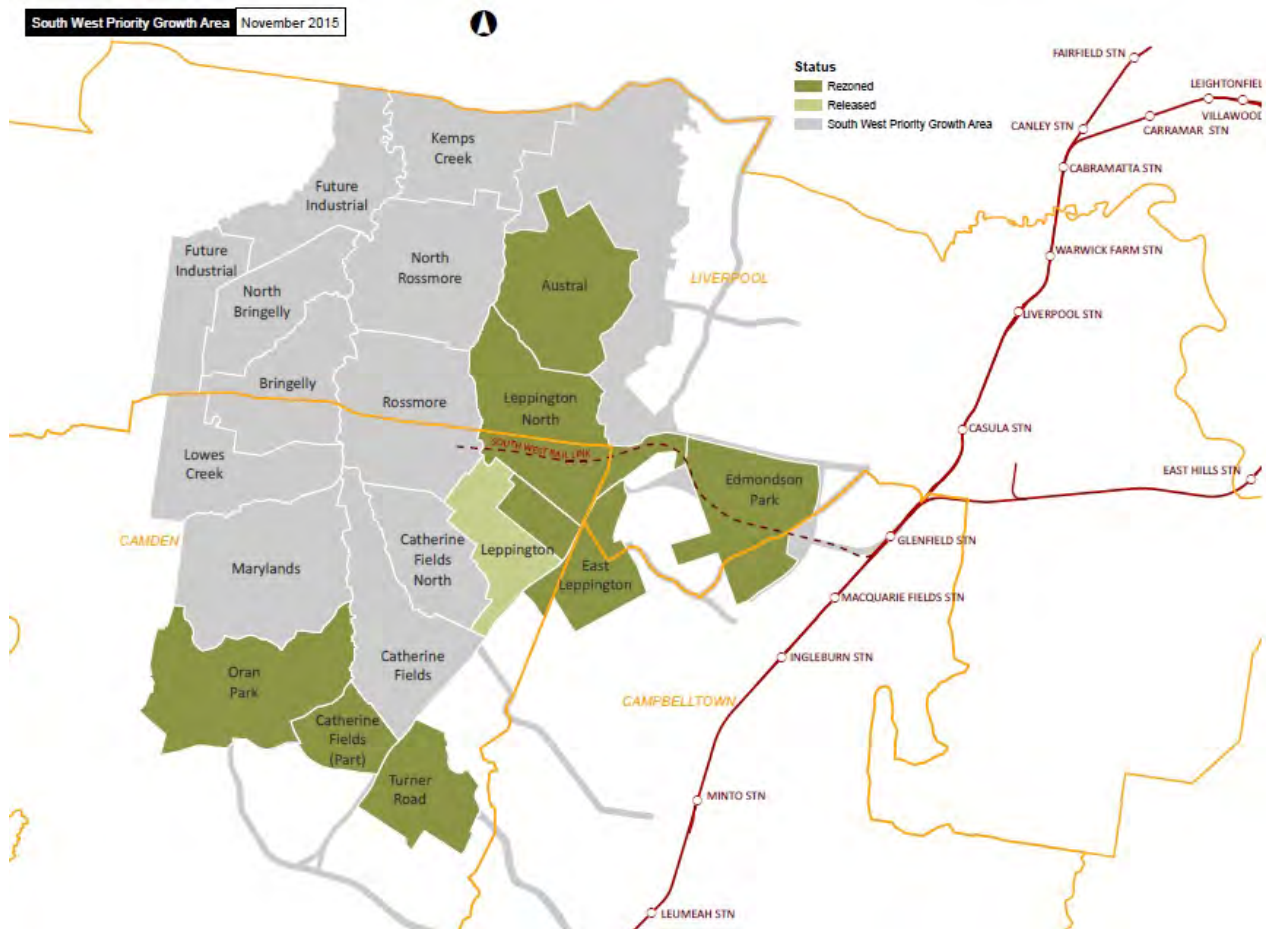 South West Priority Growth Area November 2015
Status
Rezoned
Released
South West Priority Growth Area
FAIRFIELD STN
LEIGHTONFIEL
VILLAWOOD
CANLEY STN
CARRAMAR STN
CABRAMATTA STN
WARWICK FARM STN
LIVERPOOL STN
CASULA STN
EAST HILLS STN
GLENFIELD STN
MACQUARIE FIELDS STN
INGLEBURN STN
MINTO STN
LEUMEAH STN
Kemps
Creek
Future
Industrial
Future
Industrial
North
Rossmore
North
Bringelly
Austral
LIVERPOOL
Bringelly
Rossmore
Leppington
North
SOUTH WEST RAIL LINK
Lowes
Creek
Edmondson
Park
CAMDEN
Marylands
Catherine
Fields
North
Leppington
East
Leppington
Oran
Park
Catherine
Fields
CAMPBELLTOWN
Catherine
Fields
(Part)
Turner
Road